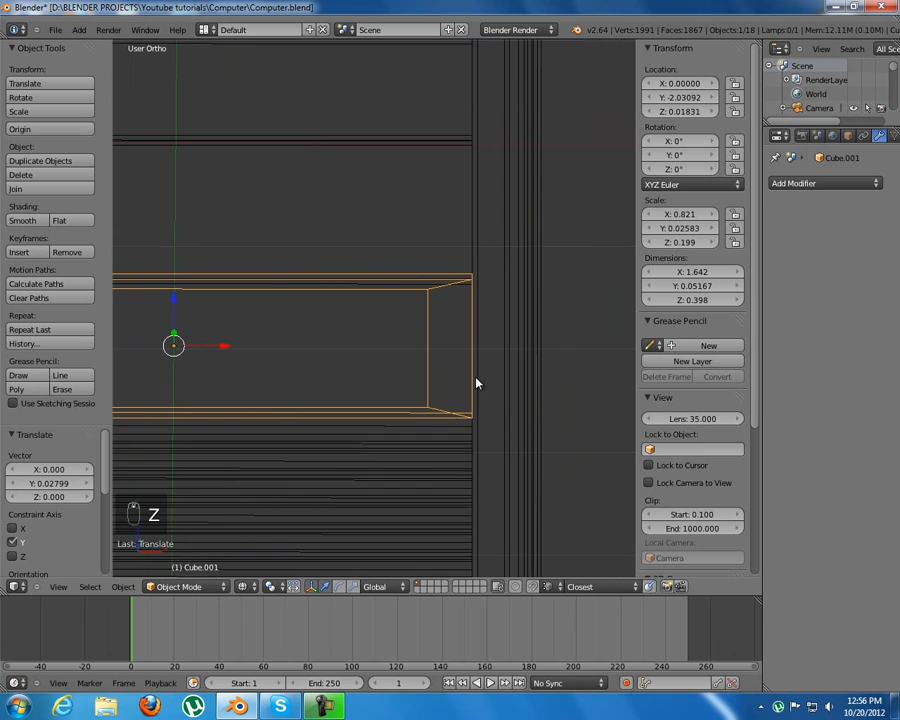 Blender* [D:\BLENDER PROJECTS\Youtube tutorials\Computer\Computer.blend]
File Add Render Window Help
Default
Scene
Blender Render
v2.64 | Verts:1991 | Faces:1867 | Objects:1/18 | Lamps:0/1 | Mem:12.11M (0.10M) | Cu
Object Tools
Transform:
Translate
Rotate
Scale
Origin
Object:
Duplicate Objects
Delete
Join
Shading:
Smooth Flat
Keyframes:
Insert Remove
Motion Paths:
Calculate Paths
Clear Paths
Repeat:
Repeat Last
History...
Grease Pencil:
Draw Line
Poly Erase
Use Sketching Sessio
Translate
Vector
X: 0.000
Y: 0.02799
Z: 0.000
Constraint Axis
X
Y
Z
Orientation
User Ortho
Z
Last: Translate
(1) Cube.001
Transform
Location:
X: 0.00000
Y: -2.03092
Z: 0.01831
Rotation:
X: 0°
Y: 0°
Z: 0°
XYZ Euler
Scale:
X: 0.821
Y: 0.02583
Z: 0.199
Dimensions:
X: 1.642
Y: 0.05167
Z: 0.398
Grease Pencil
New
New Layer
Delete Frame Convert
View
Lens: 35.000
Lock to Object:
Lock to Cursor
Lock Camera to View
Clip:
Start: 0.100
End: 1000.000
Local Camera:
Camera
View Search All Sce
Scene
RenderLaye
World
Camera
Cube.001
Add Modifier
View Select Object Object Mode Global Closest
-40 -20 0 20 40 60 80 100 120 140 160 180 200 220 240 260
View Marker Frame Playback Start: 1 End: 250 1 No Sync
12:56 PM
10/20/2012